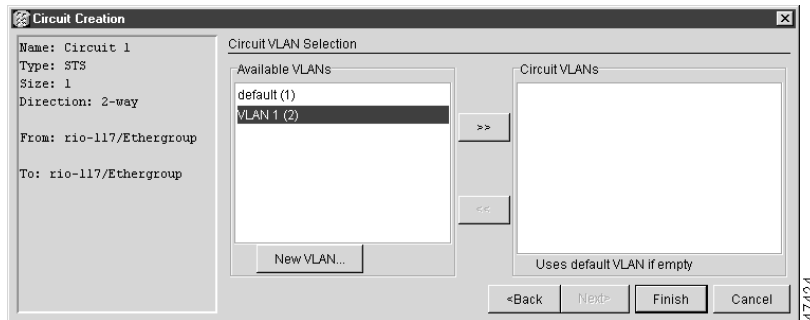 Circuit Creation
Name: Circuit 1
Type: STS
Size: 1
Direction: 2-way
From: rio-117/Ethergroup
To: rio-117/Ethergroup
Circuit VLAN Selection
Available VLANs
default (1)
VLAN 1 (2)
New VLAN...
>>
<<
Circuit VLANs
Uses default VLAN if empty
<Back
Next>
Finish
Cancel
47424